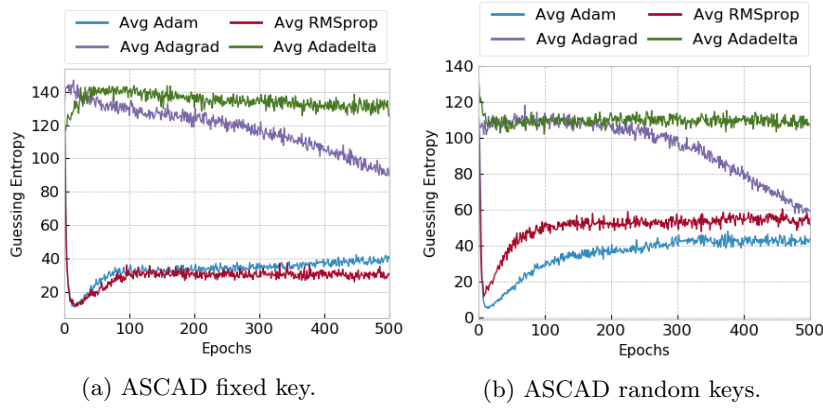 Avg Adam Avg RMSprop
Avg Adagrad Avg Adadelta
140
120
100
80
60
40
20
0 100 200 300 400 500
Guessing Entropy
Epochs
(a) ASCAD fixed key.
Avg Adam Avg RMSprop
Avg Adagrad Avg Adadelta
140
120
100
80
60
40
20
0
0 100 200 300 400 500
Guessing Entropy
Epochs
(b) ASCAD random keys.